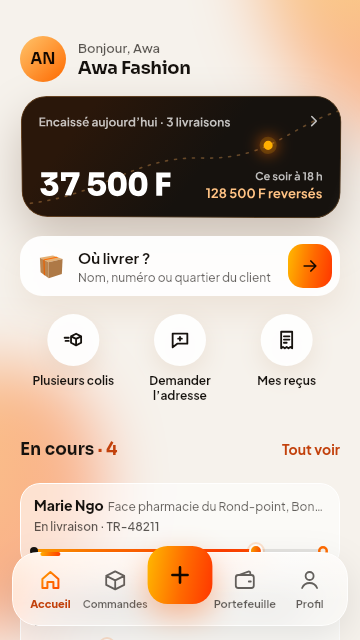 AN
Bonjour, Awa
Awa Fashion
Encaissé aujourd’hui · 3 livraisons
37 500 F
Ce soir à 18 h
128 500 F reversés
Où livrer ?
Nom, numéro ou quartier du client
Plusieurs colis
Demander
l’adresse
Mes reçus
En cours · 4
Tout voir
Marie Ngo Face pharmacie du Rond-point, Bon…
En livraison · TR-48211
Accueil
Commandes
Portefeuille
Profil